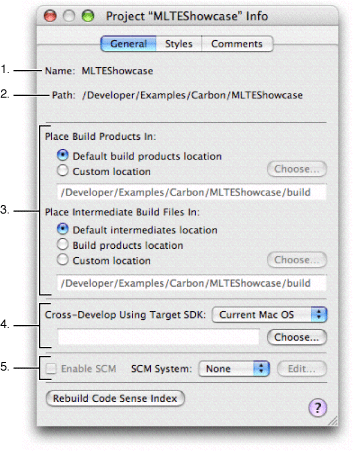 Project “MLTEShowcase” Info
General Styles Comments
1. Name: MLTEShowcase
2. Path: /Developer/Examples/Carbon/MLTEShowcase
Place Build Products In:
Default build products location
Custom location Choose...
/Developer/Examples/Carbon/MLTEShowcase/build
3. Place Intermediate Build Files In:
Default intermediates location
Build products location
Custom location Choose...
/Developer/Examples/Carbon/MLTEShowcase/build
4. Cross-Develop Using Target SDK: Current Mac OS
Choose...
5. Enable SCM SCM System: None Edit...
Rebuild Code Sense Index ?